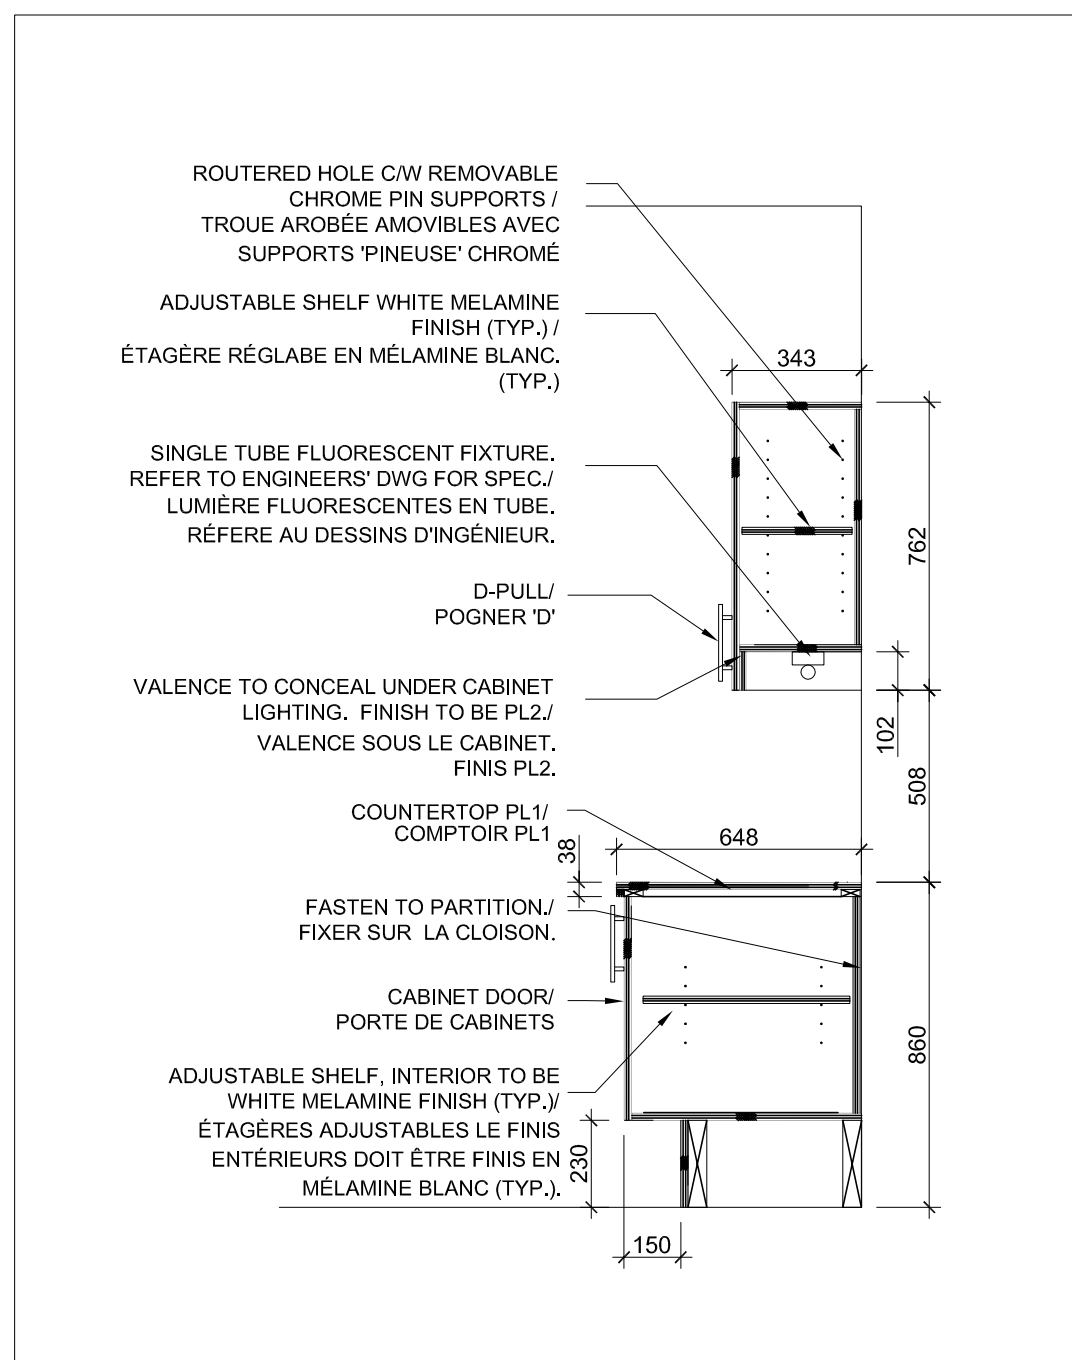 ROUTERED HOLE C/W REMOVABLE
CHROME PIN SUPPORTS /
TROUE AROBÉE AMOVIBLES AVEC
SUPPORTS 'PINEUSE' CHROMÉ
ADJUSTABLE SHELF WHITE MELAMINE
FINISH (TYP.) /
ÉTAGÈRE RÉGLABE EN MÉLAMINE BLANC.
(TYP.)
343
SINGLE TUBE FLUORESCENT FIXTURE.
REFER TO ENGINEERS' DWG FOR SPEC./
LUMIÈRE FLUORESCENTES EN TUBE.
RÉFERE AU DESSINS D'INGÉNIEUR.
762
D-PULL/
POGNER 'D'
VALENCE TO CONCEAL UNDER CABINET
LIGHTING. FINISH TO BE PL2./
VALENCE SOUS LE CABINET.
FINIS PL2.
102
508
COUNTERTOP PL1/
COMPTOIR PL1
38
648
FASTEN TO PARTITION./
FIXER SUR LA CLOISON.
CABINET DOOR/
PORTE DE CABINETS
860
ADJUSTABLE SHELF, INTERIOR TO BE
WHITE MELAMINE FINISH (TYP.)/
ÉTAGÈRES ADJUSTABLES LE FINIS
ENTÉRIEURS DOIT ÊTRE FINIS EN
MÉLAMINE BLANC (TYP.).
230
150